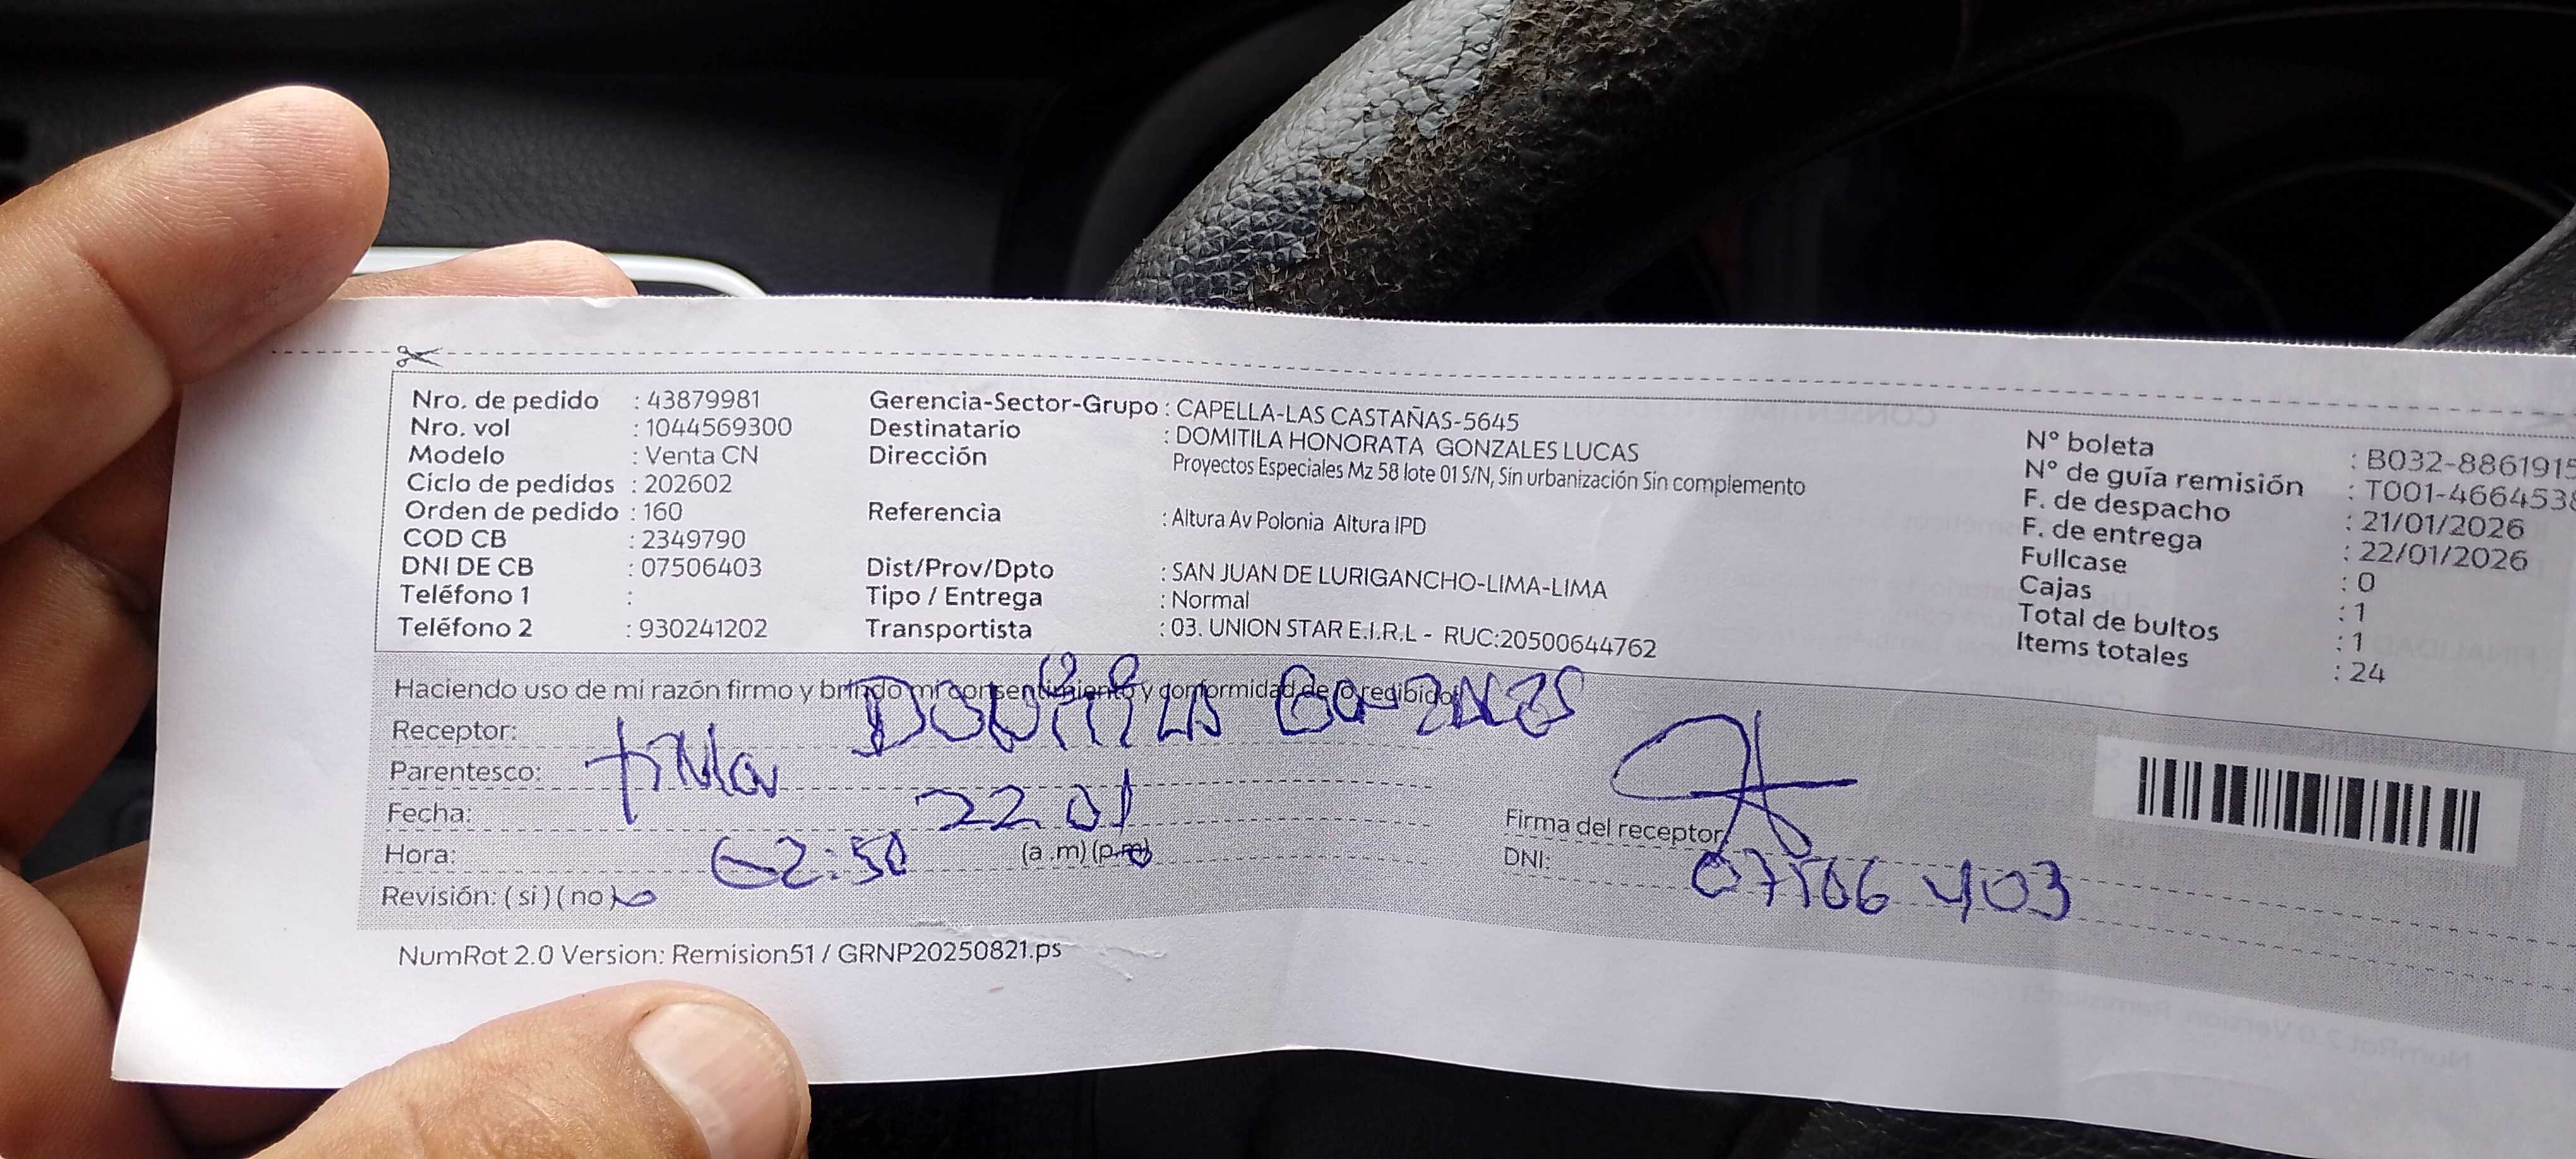 Nro. de pedido : 43879981
Nro. vol : 1044569300
Modelo : Venta CN
Ciclo de pedidos : 202602
Orden de pedido : 160
COD CB : 2349790
DNI DE CB : 07506403
Teléfono 1 :
Teléfono 2 : 930241202
Gerencia-Sector-Grupo : CAPELLA-LAS CASTAÑAS-5645
Destinatario : DOMITILA HONORATA GONZALES LUCAS
Dirección Proyectos Especiales Mz 58 lote 01 S/N, Sin urbanización Sin complemento
Referencia : Altura Av Polonia Altura IPD
Dist/Prov/Dpto : SAN JUAN DE LURIGANCHO-LIMA-LIMA
Tipo / Entrega : Normal
Transportista : 03. UNION STAR E.I.R.L - RUC:20500644762
N° boleta : B032-8861915
N° de guía remisión : T001-4664538
F. de despacho : 21/01/2026
F. de entrega : 22/01/2026
Fullcase : 0
Cajas : 1
Total de bultos : 1
Items totales : 24
Haciendo uso de mi razón firmo y brindo mi consentimiento y conformidad de lo recibido
Receptor:
Parentesco:
Fecha: 22 01
Hora: 2:50 (a.m) (p.m)
Revisión: (si) (no)
Firma del receptor
DNI: 07506403
NumRot 2.0 Version: Remision51 / GRNP20250821.ps